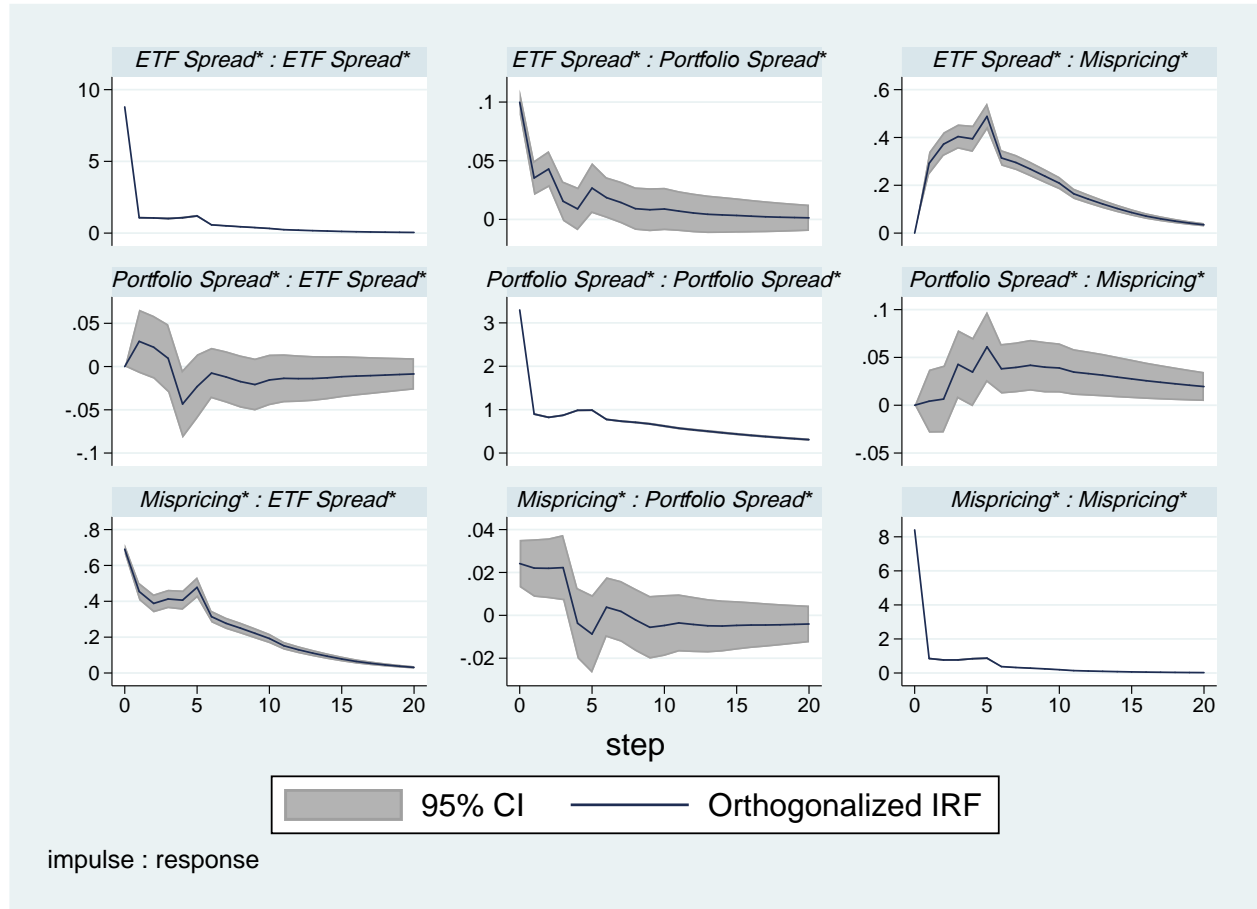 ETF Spread* : ETF Spread*
ETF Spread* : Portfolio Spread*
ETF Spread* : Mispricing*
10
5
0
.1
.05
0
.6
.4
.2
0
Portfolio Spread* : ETF Spread*
Portfolio Spread* : Portfolio Spread*
Portfolio Spread* : Mispricing*
.05
0
-.05
-.1
3
2
1
0
.1
.05
0
-.05
Mispricing* : ETF Spread*
Mispricing* : Portfolio Spread*
Mispricing* : Mispricing*
.8
.6
.4
.2
0
.04
.02
0
-.02
8
6
4
2
0
0 5 10 15 20
0 5 10 15 20
0 5 10 15 20
step
95% CI
Orthogonalized IRF
impulse : response